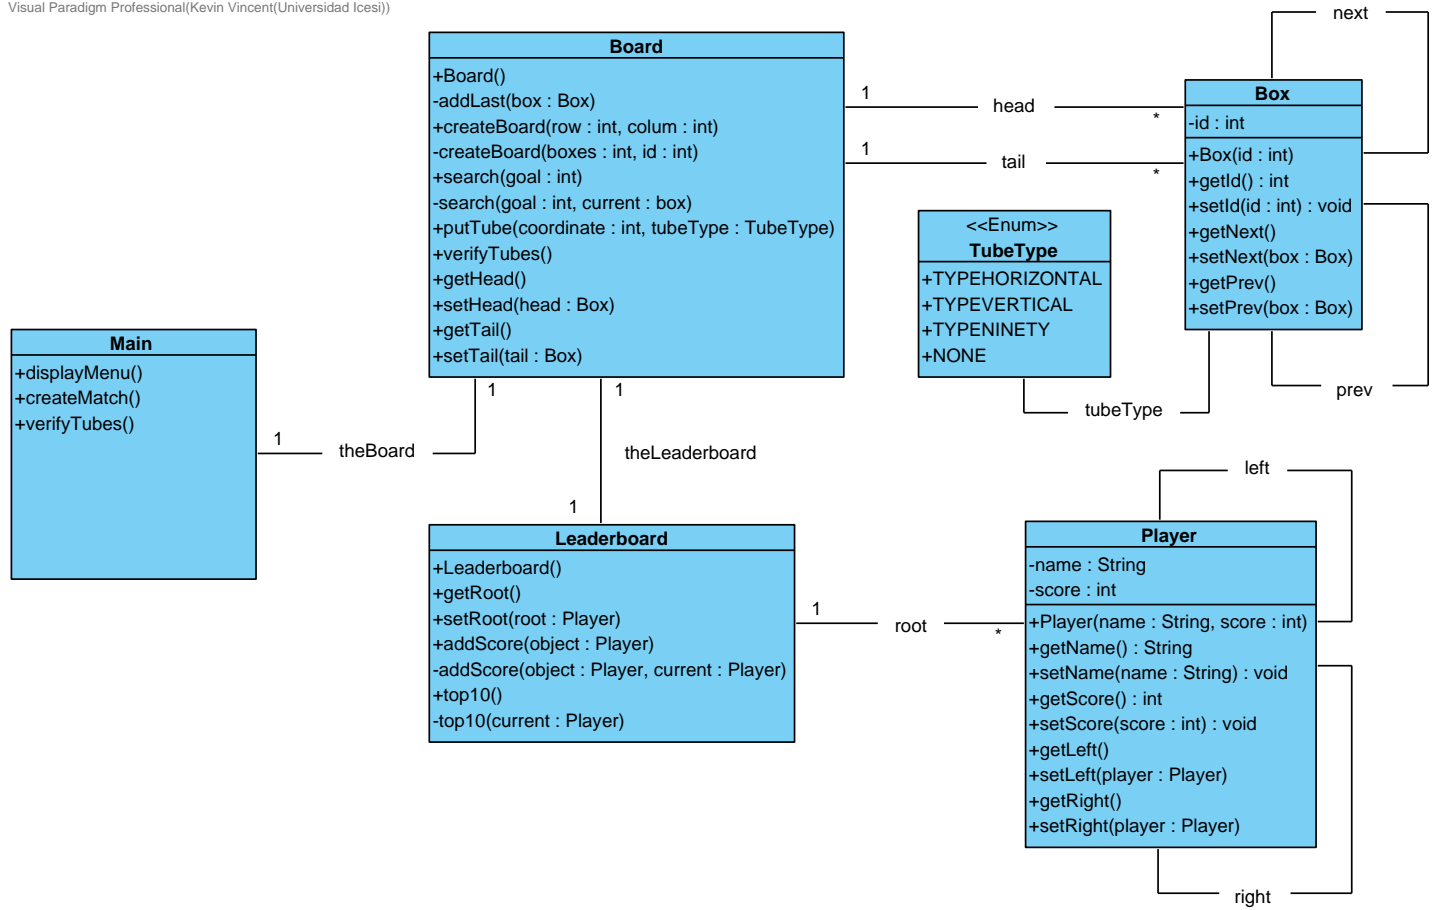 Visual Paradigm Professional(Kevin Vincent(Universidad Icesi))
Board
+Board()
-addLast(box : Box)
+createBoard(row : int, colum : int)
-createBoard(boxes : int, id : int)
+search(goal : int)
-search(goal : int, current : box)
+putTube(coordinate : int, tubeType : TubeType)
+verifyTubes()
+getHead()
+setHead(head : Box)
+getTail()
+setTail(tail : Box)
1
head
*
1
tail
*
next
Box
-id : int
+Box(id : int)
+getId() : int
+setId(id : int) : void
+getNext()
+setNext(box : Box)
+getPrev()
+setPrev(box : Box)
prev
<<Enum>>
TubeType
+TYPEHORIZONTAL
+TYPEVERTICAL
+TYPENINETY
+NONE
tubeType
Main
+displayMenu()
+createMatch()
+verifyTubes()
1
theBoard
1
1
theLeaderboard
1
Leaderboard
+Leaderboard()
+getRoot()
+setRoot(root : Player)
+addScore(object : Player)
-addScore(object : Player, current : Player)
+top10()
-top10(current : Player)
1
root
*
left
Player
-name : String
-score : int
+Player(name : String, score : int)
+getName() : String
+setName(name : String) : void
+getScore() : int
+setScore(score : int) : void
+getLeft()
+setLeft(player : Player)
+getRight()
+setRight(player : Player)
right